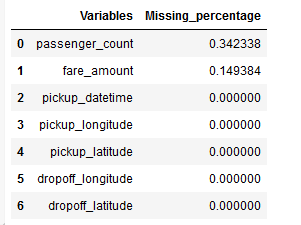 Variables Missing_percentage
0 passenger_count 0.342338
1 fare_amount 0.149384
2 pickup_datetime 0.000000
3 pickup_longitude 0.000000
4 pickup_latitude 0.000000
5 dropoff_longitude 0.000000
6 dropoff_latitude 0.000000